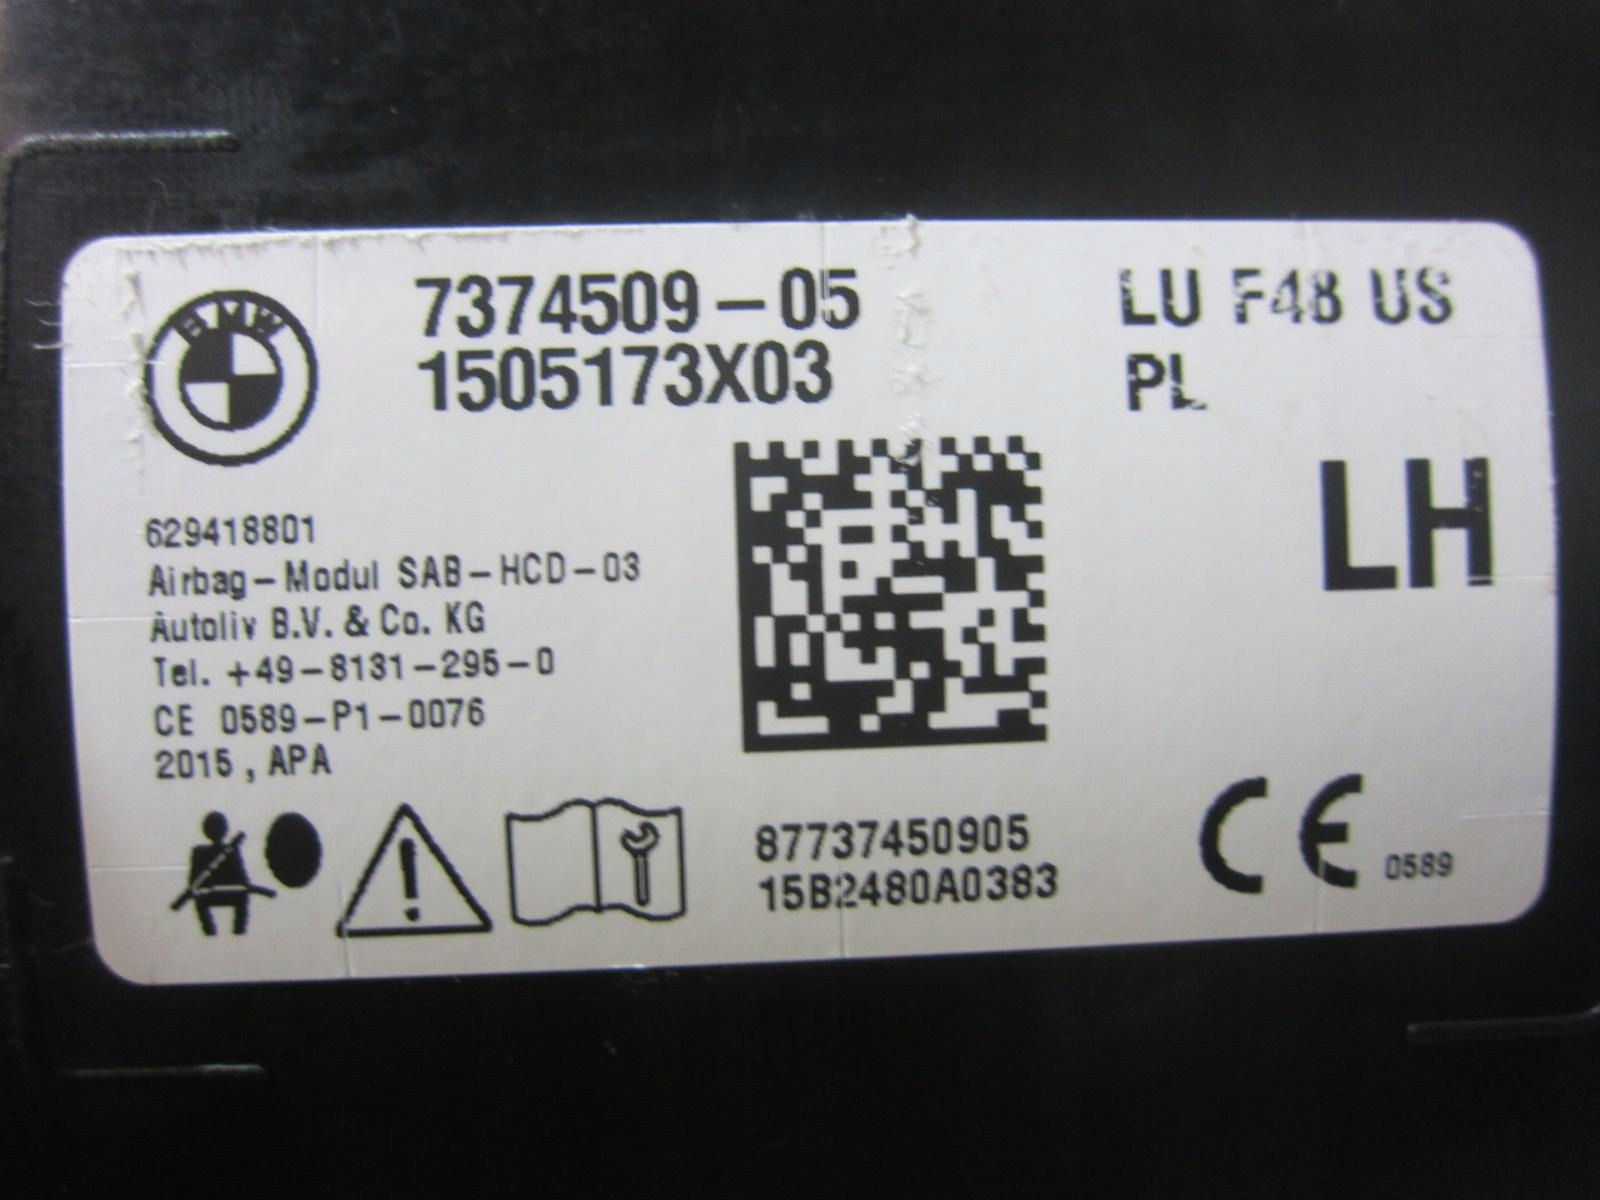 BMW
7374509-05
1505173X03
LU F48 US
PL
LH
629418801
Airbag-Modul SAB-HCD-03
Autoliv B.V. & Co. KG
Tel. +49-8131-295-0
CE 0589-P1-0076
2015, APA
87737450905
15B2480A0383
CE 0589